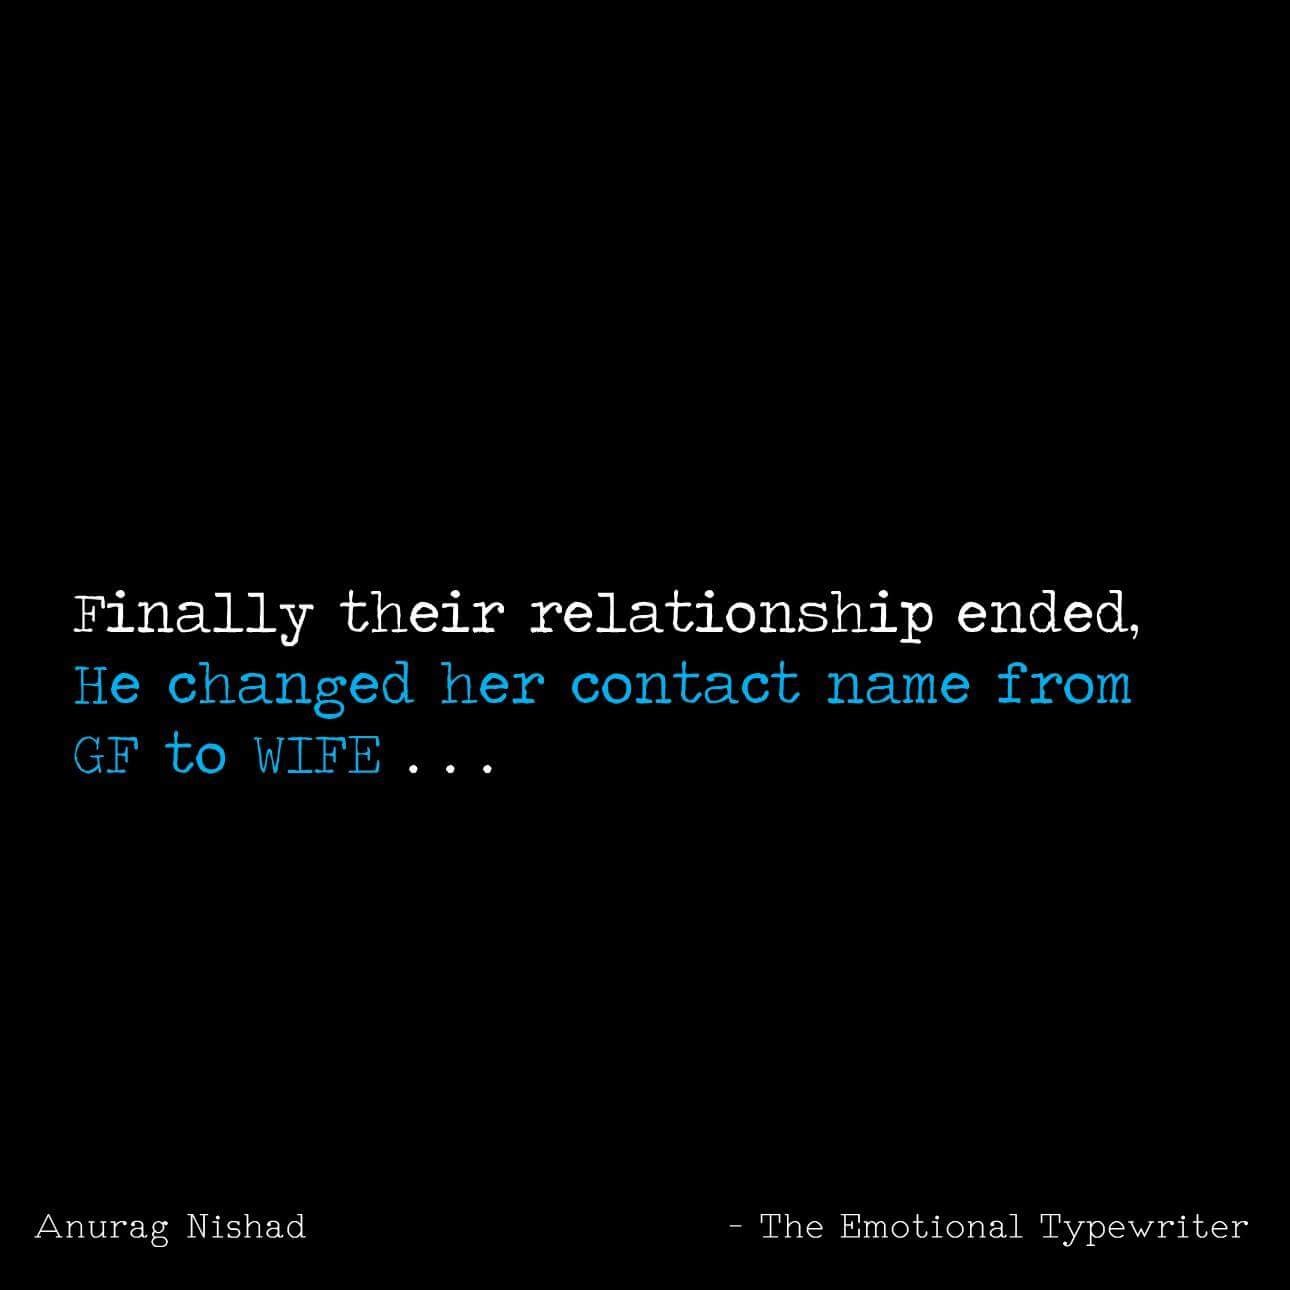 Finally their relationship ended,
He changed her contact name from
GF to WIFE ...
Anurag Nishad
- The Emotional Typewriter